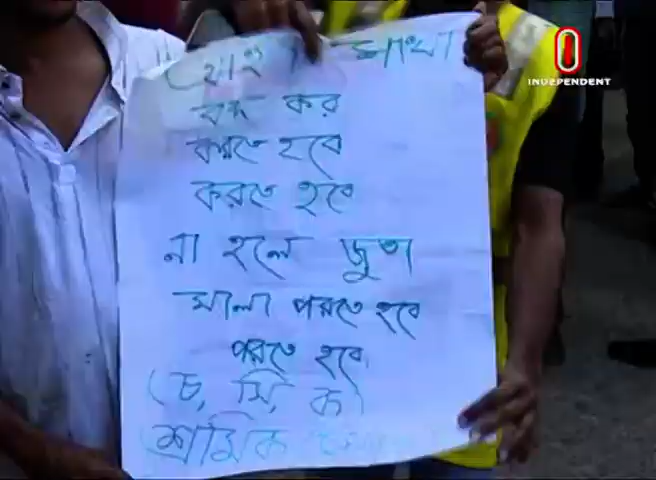 INDEPENDENT
মাথা
বন্ধ কর
করতে হবে
করতে হবে
না হলে জুতা
মালা পরতে হবে
পরতে হবে
(চ, সি, ক)
শ্রমিক